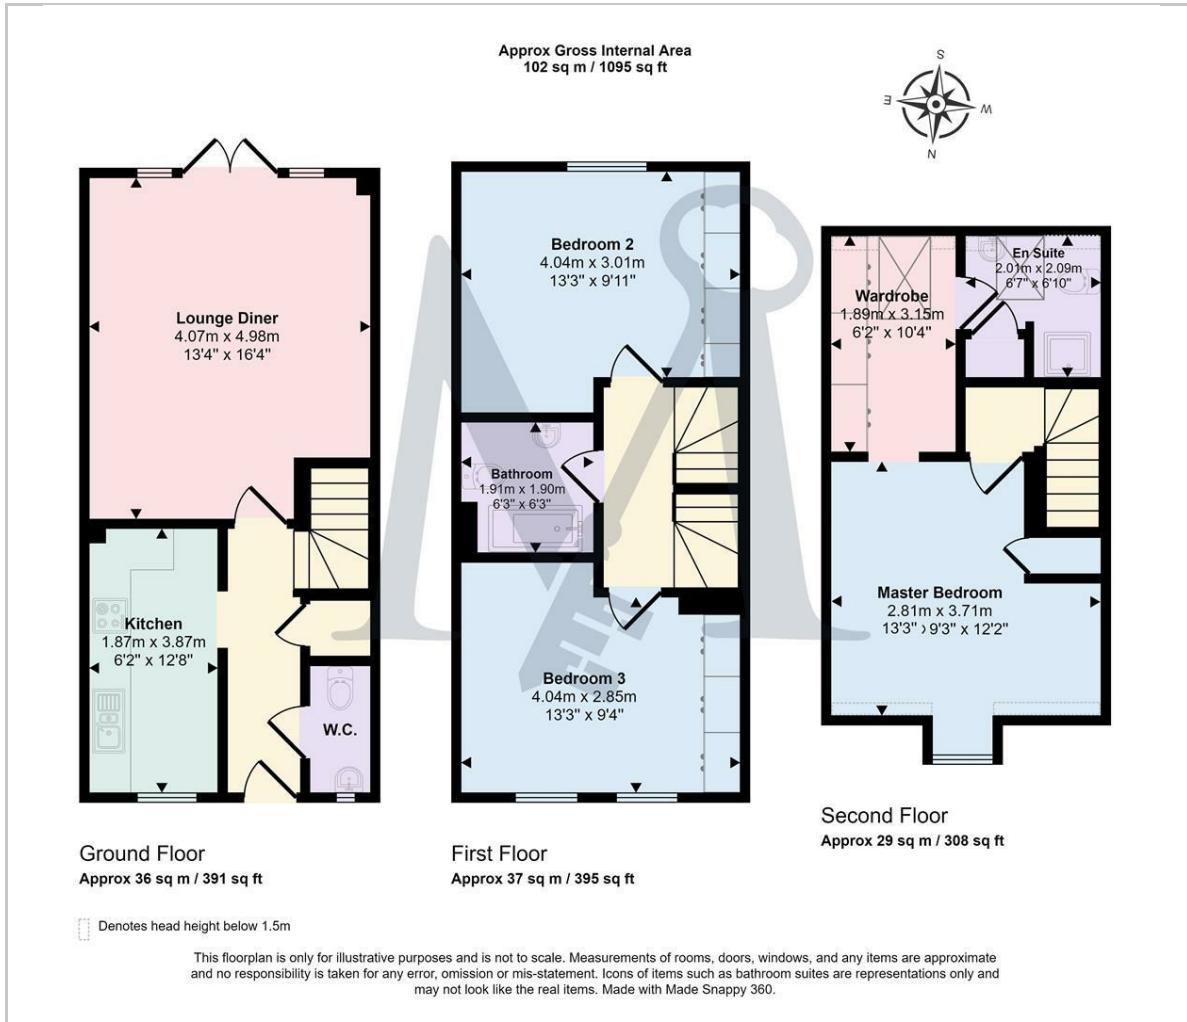 Approx Gross Internal Area
102 sq m / 1095 sq ft
S
E
W
N
Lounge Diner
4.07m x 4.98m
13'4" x 16'4"
Kitchen
1.87m x 3.87m
6'2" x 12'8"
W.C.
Ground Floor
Approx 36 sq m / 391 sq ft
Bedroom 2
4.04m x 3.01m
13'3" x 9'11"
Bathroom
1.91m x 1.90m
6'3" x 6'3"
Bedroom 3
4.04m x 2.85m
13'3" x 9'4"
First Floor
Approx 37 sq m / 395 sq ft
En Suite
2.01m x 2.09m
6'7" x 6'10"
Wardrobe
1.89m x 3.15m
6'2" x 10'4"
Master Bedroom
2.81m x 3.71m
13'3" 9'3" x 12'2"
Second Floor
Approx 29 sq m / 308 sq ft
Denotes head height below 1.5m
This floorplan is only for illustrative purposes and is not to scale. Measurements of rooms, doors, windows, and any items are approximate
and no responsibility is taken for any error, omission or mis-statement. Icons of items such as bathroom suites are representations only and
may not look like the real items. Made with Made Snappy 360.